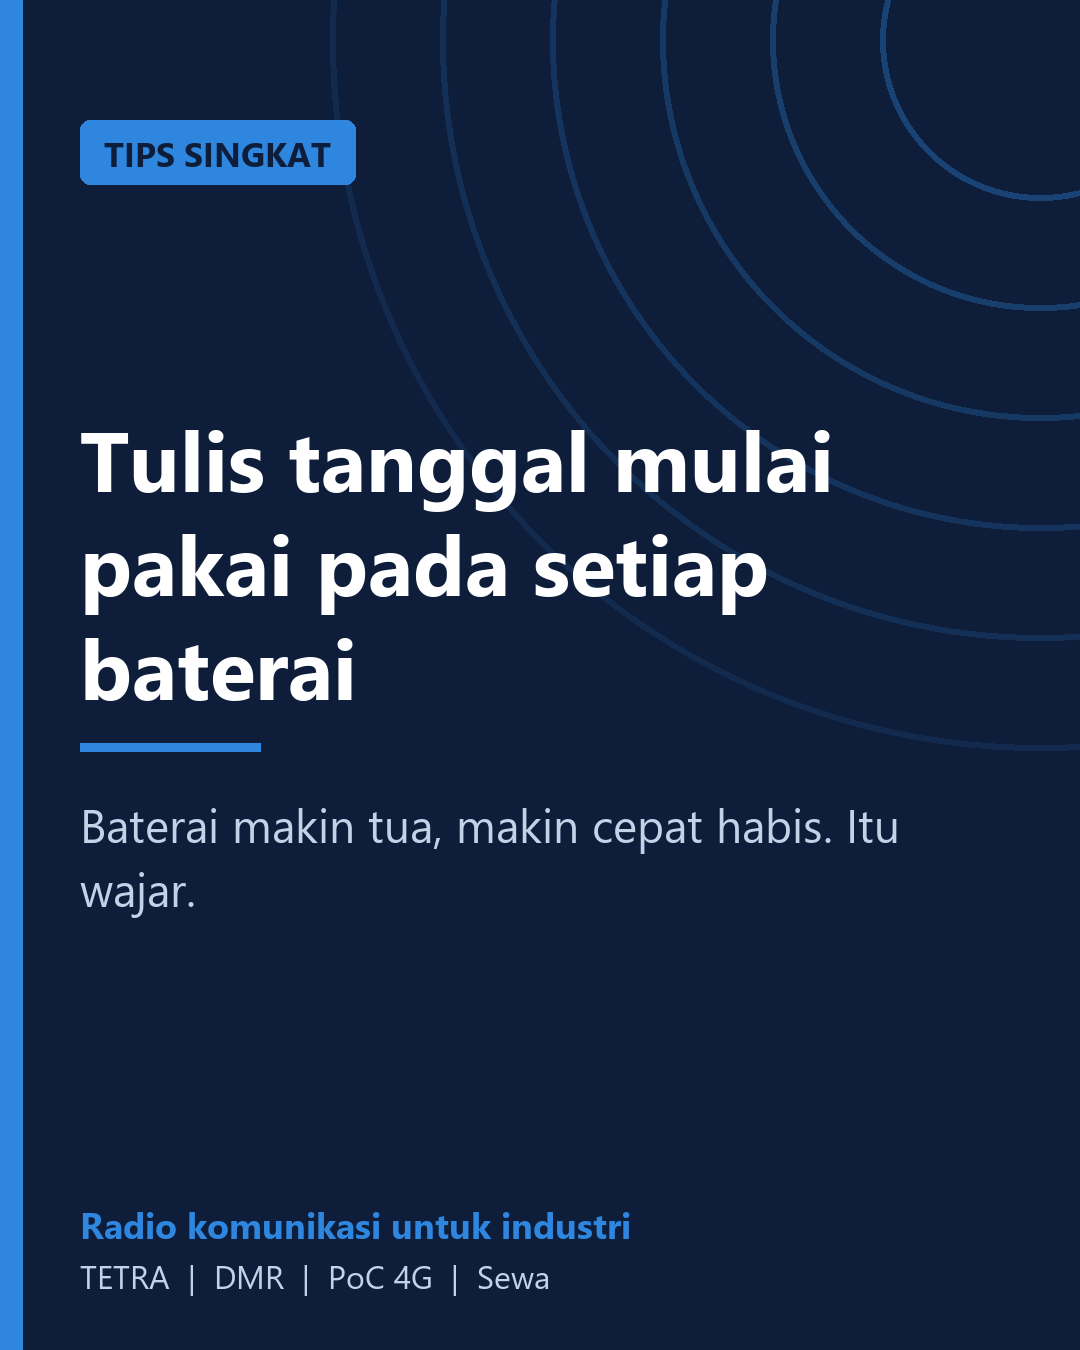 TIPS SINGKAT
Tulis tanggal mulai
pakai pada setiap
baterai
Baterai makin tua, makin cepat habis. Itu
wajar.
Radio komunikasi untuk industri
TETRA | DMR | PoC 4G | Sewa